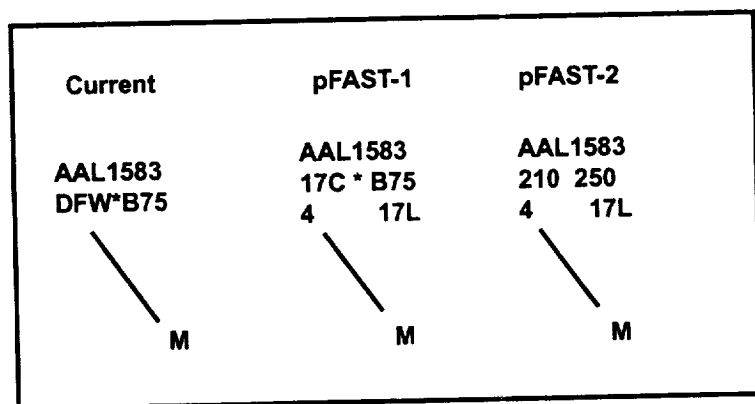 Current pFAST-1 pFAST-2
AAL1583 AAL1583 AAL1583
DFW*B75 17C * B75 210 250
4 17L 4 17L
M M M